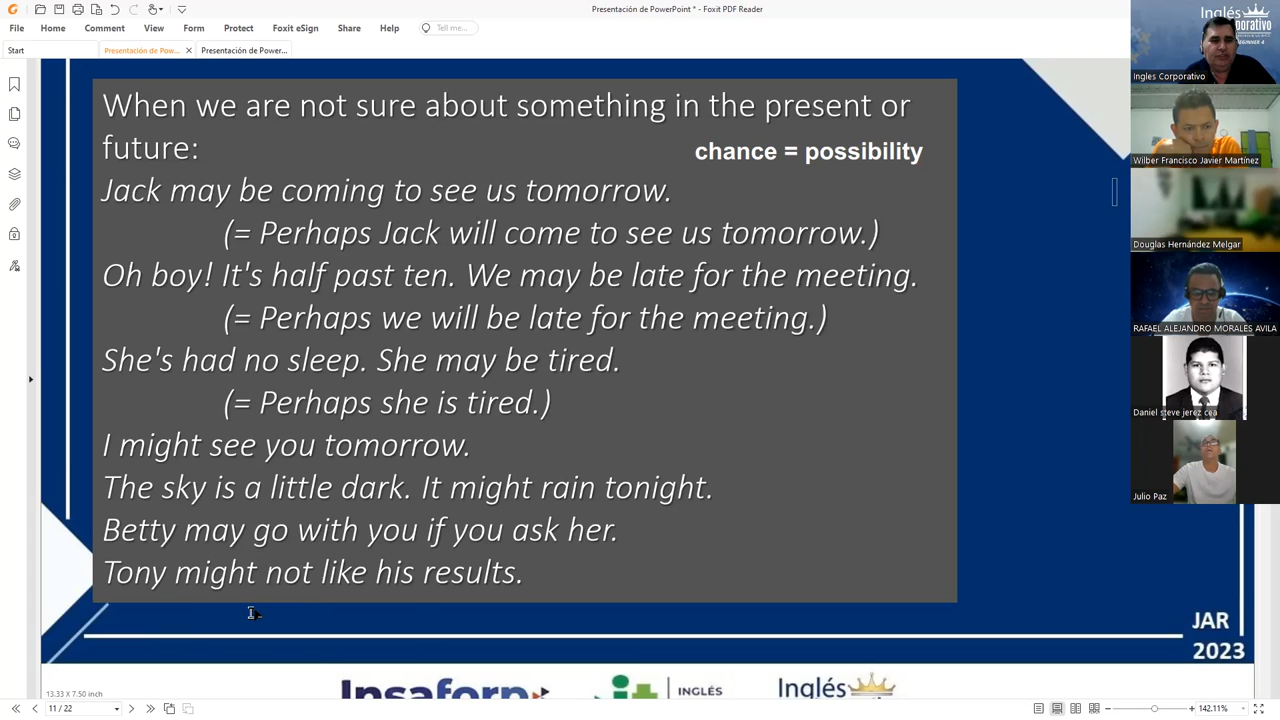 Presentación de PowerPoint * - Foxit PDF Reader
File Home Comment View Form Protect Foxit eSign Share Help Tell me...
Start Presentación de Pow... Presentación de Power...
When we are not sure about something in the present or
future:
chance = possibility
Jack may be coming to see us tomorrow.
(= Perhaps Jack will come to see us tomorrow.)
Oh boy! It's half past ten. We may be late for the meeting.
(= Perhaps we will be late for the meeting.)
She's had no sleep. She may be tired.
(= Perhaps she is tired.)
I might see you tomorrow.
The sky is a little dark. It might rain tonight.
Betty may go with you if you ask her.
Tony might not like his results.
JAR
2023
13.33 X 7.50 inch
Insaforp
INGLÉS
Inglés
11 / 22
142.11%
Inglés
Ingles Corporativo
Wilber Francisco Javier Martínez
Douglas Hernández Melgar
RAFAEL ALEJANDRO MORALES AVILA
Daniel steve jerez cea
Julio Paz